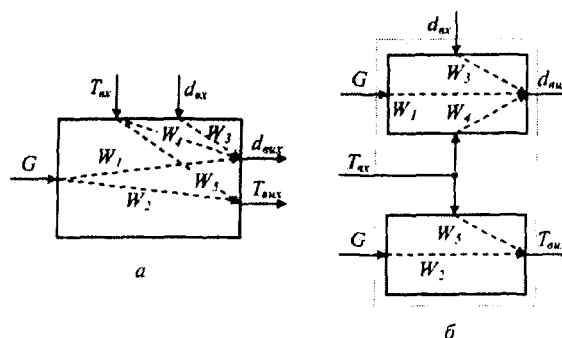 T_вх d_вх
G W_1 W_4 W_3 d_вых
W_2 W_5 T_вых
а
d_вх
G W_3 d_вых
W_1 W_4
T_вх
G W_5 T_вых
W_2
б